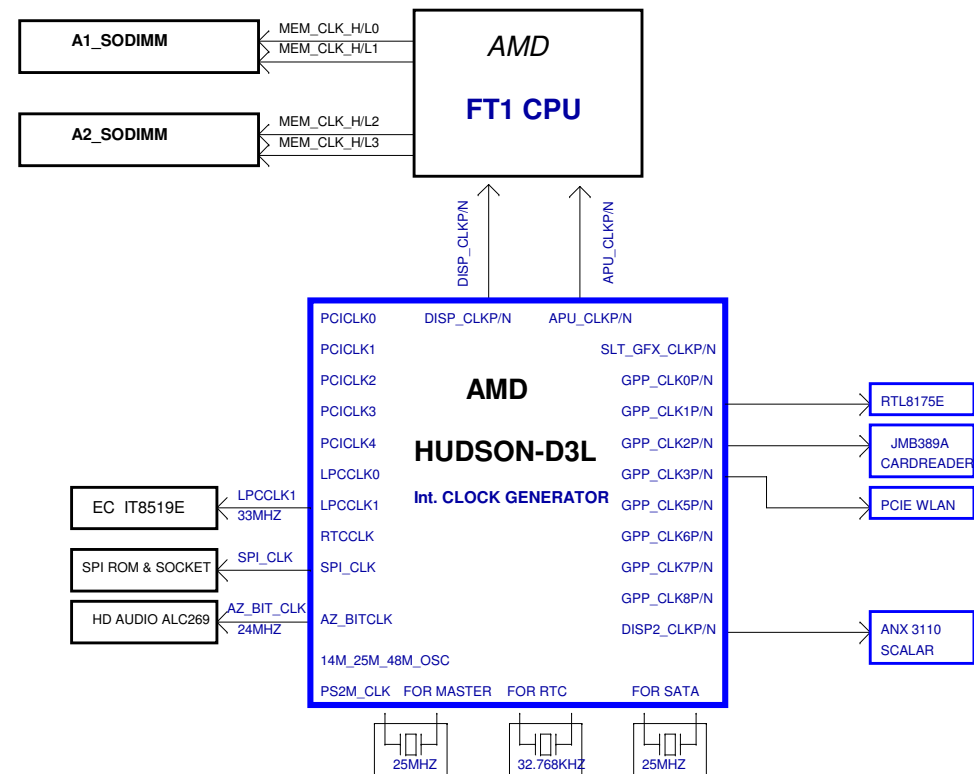 A1_SODIMM
MEM_CLK_H/L0
MEM_CLK_H/L1
AMD
FT1 CPU
A2_SODIMM
MEM_CLK_H/L2
MEM_CLK_H/L3
DISP_CLKP/N
APU_CLKP/N
PCICLK0
DISP_CLKP/N
APU_CLKP/N
PCICLK1
SLT_GFX_CLKP/N
PCICLK2
AMD
GPP_CLK0P/N
PCICLK3
GPP_CLK1P/N
RTL8175E
PCICLK4
HUDSON-D3L
GPP_CLK2P/N
JMB389A
CARDREADER
LPCCLK0
GPP_CLK3P/N
Int. CLOCK GENERATOR
EC IT8519E
LPCCLK1
33MHZ
LPCCLK1
GPP_CLK5P/N
PCIE WLAN
RTCCLK
GPP_CLK6P/N
SPI ROM & SOCKET
SPI_CLK
SPI_CLK
GPP_CLK7P/N
GPP_CLK8P/N
HD AUDIO ALC269
AZ_BIT_CLK
24MHZ
AZ_BITCLK
DISP2_CLKP/N
ANX 3110
SCALAR
14M_25M_48M_OSC
PS2M_CLK
FOR MASTER
FOR RTC
FOR SATA
25MHZ
32.768KHZ
25MHZ